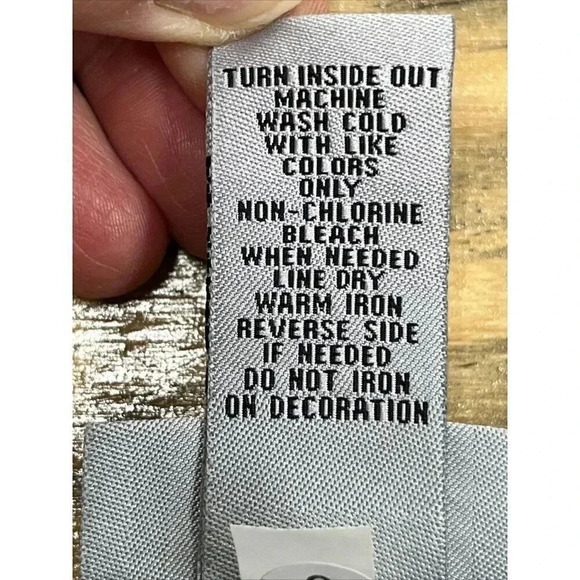 TURN INSIDE OUT
MACHINE
WASH COLD
WITH LIKE
COLORS
ONLY
NON-CHLORINE
BLEACH
WHEN NEEDED
LINE DRY
WARM IRON
REVERSE SIDE
IF NEEDED
DO NOT IRON
ON DECORATION